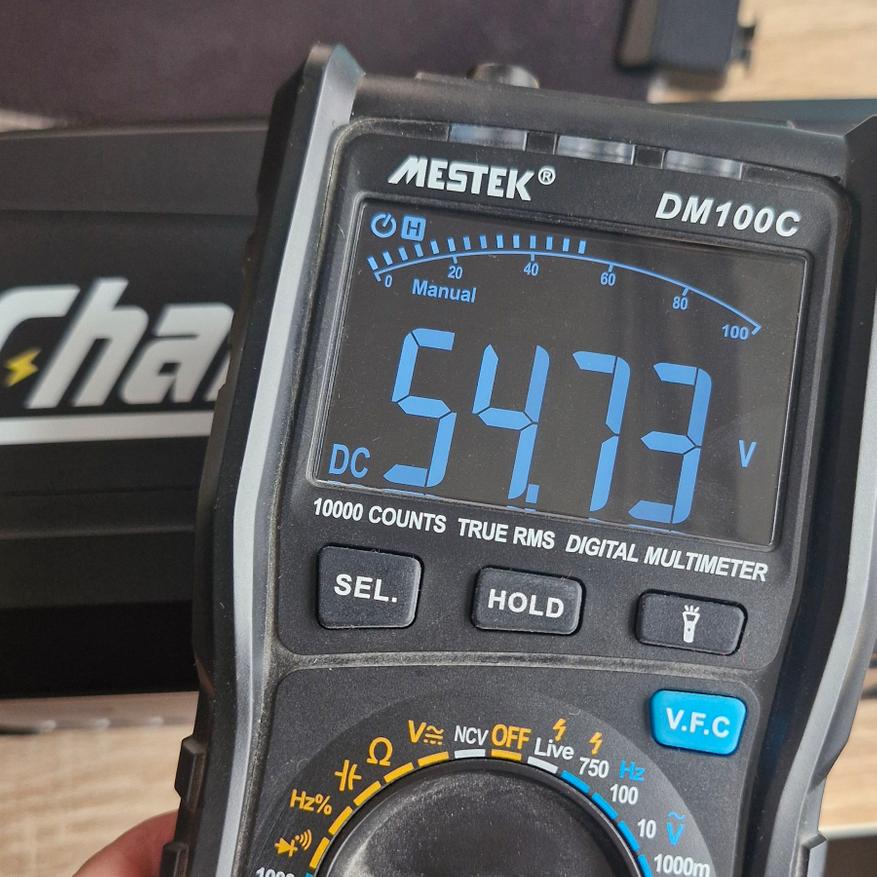 MESTEK®
DM100C
H
0 20 40 60 80 100
Manual
DC 54.73 V
10000 COUNTS TRUE RMS DIGITAL MULTIMETER
SEL. HOLD
V.F.C
Hz% Ω V≂ NCV OFF Live 750 Hz
100
10 Ṽ
1000m